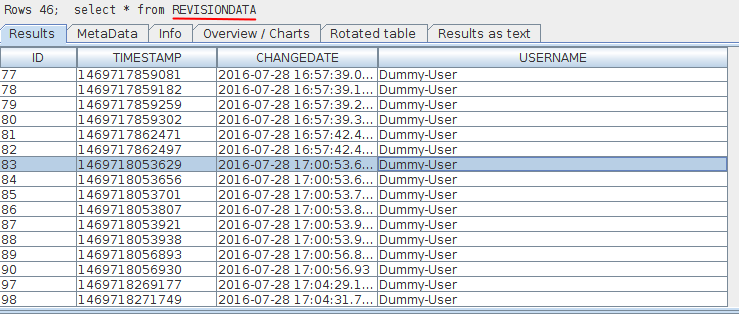 Rows 46; select * from REVISIONDATA
Results MetaData Info Overview / Charts Rotated table Results as text
ID TIMESTAMP CHANGEDATE USERNAME
77 1469717859081 2016-07-28 16:57:39.0... Dummy-User
78 1469717859182 2016-07-28 16:57:39.1... Dummy-User
79 1469717859259 2016-07-28 16:57:39.2... Dummy-User
80 1469717859302 2016-07-28 16:57:39.3... Dummy-User
81 1469717862471 2016-07-28 16:57:42.4... Dummy-User
82 1469717862497 2016-07-28 16:57:42.4... Dummy-User
83 1469718053629 2016-07-28 17:00:53.6... Dummy-User
84 1469718053656 2016-07-28 17:00:53.6... Dummy-User
85 1469718053701 2016-07-28 17:00:53.7... Dummy-User
86 1469718053807 2016-07-28 17:00:53.8... Dummy-User
87 1469718053921 2016-07-28 17:00:53.9... Dummy-User
88 1469718053938 2016-07-28 17:00:53.9... Dummy-User
89 1469718056893 2016-07-28 17:00:56.8... Dummy-User
90 1469718056930 2016-07-28 17:00:56.93 Dummy-User
97 1469718269177 2016-07-28 17:04:29.1... Dummy-User
98 1469718271749 2016-07-28 17:04:31.7... Dummy-User